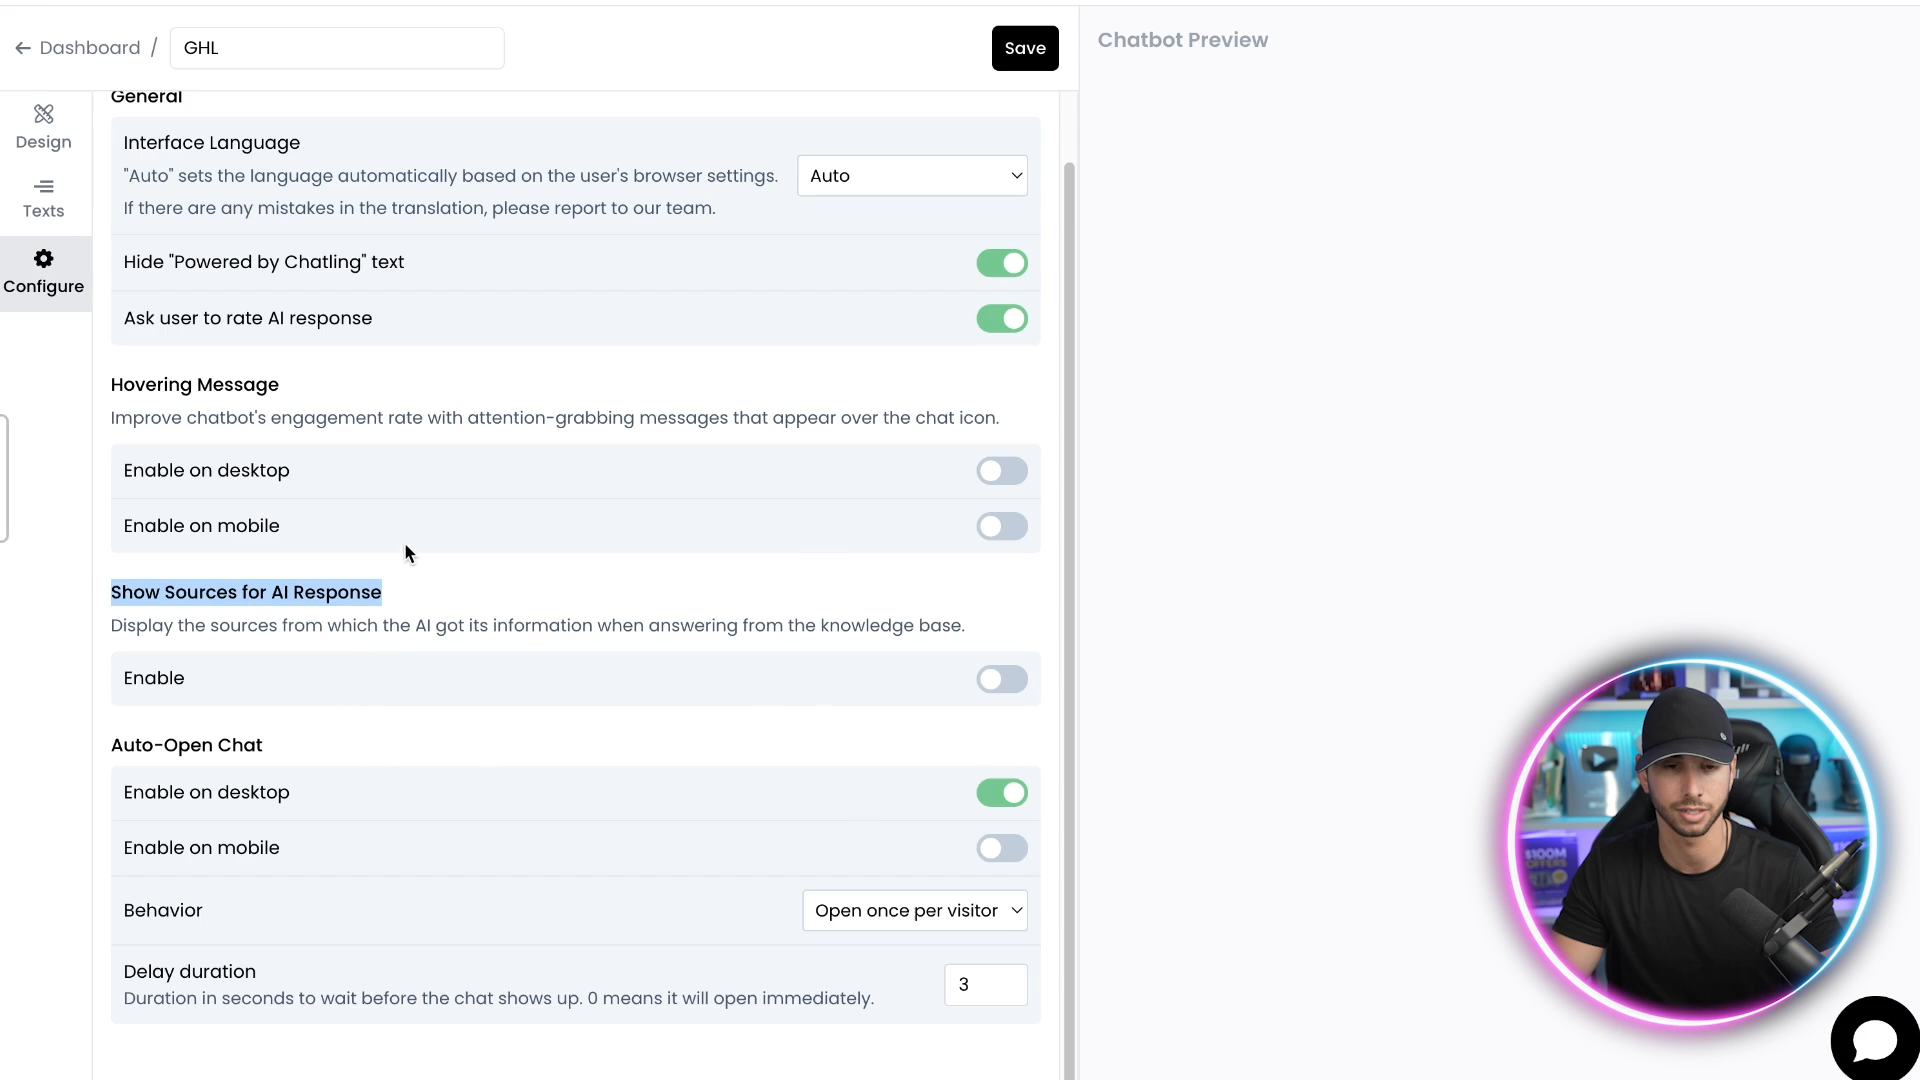 Dashboard / GHL
Save
Chatbot Preview
Design
Texts
Configure
General
Interface Language
"Auto" sets the language automatically based on the user's browser settings.
If there are any mistakes in the translation, please report to our team.
Auto
Hide "Powered by Chatling" text
Ask user to rate AI response
Hovering Message
Improve chatbot's engagement rate with attention-grabbing messages that appear over the chat icon.
Enable on desktop
Enable on mobile
Show Sources for AI Response
Display the sources from which the AI got its information when answering from the knowledge base.
Enable
Auto-Open Chat
Enable on desktop
Enable on mobile
Behavior
Open once per visitor
Delay duration
Duration in seconds to wait before the chat shows up. 0 means it will open immediately.
3
$100M
OFFERS